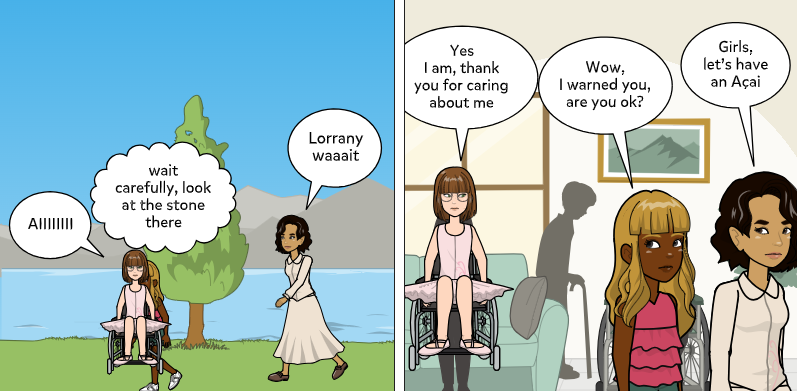 AIIIIIIII
wait
carefully, look
at the stone
there
Lorrany
waaait
Yes
I am, thank
you for caring
about me
Wow,
I warned you,
are you ok?
Girls,
let's have
an Açai